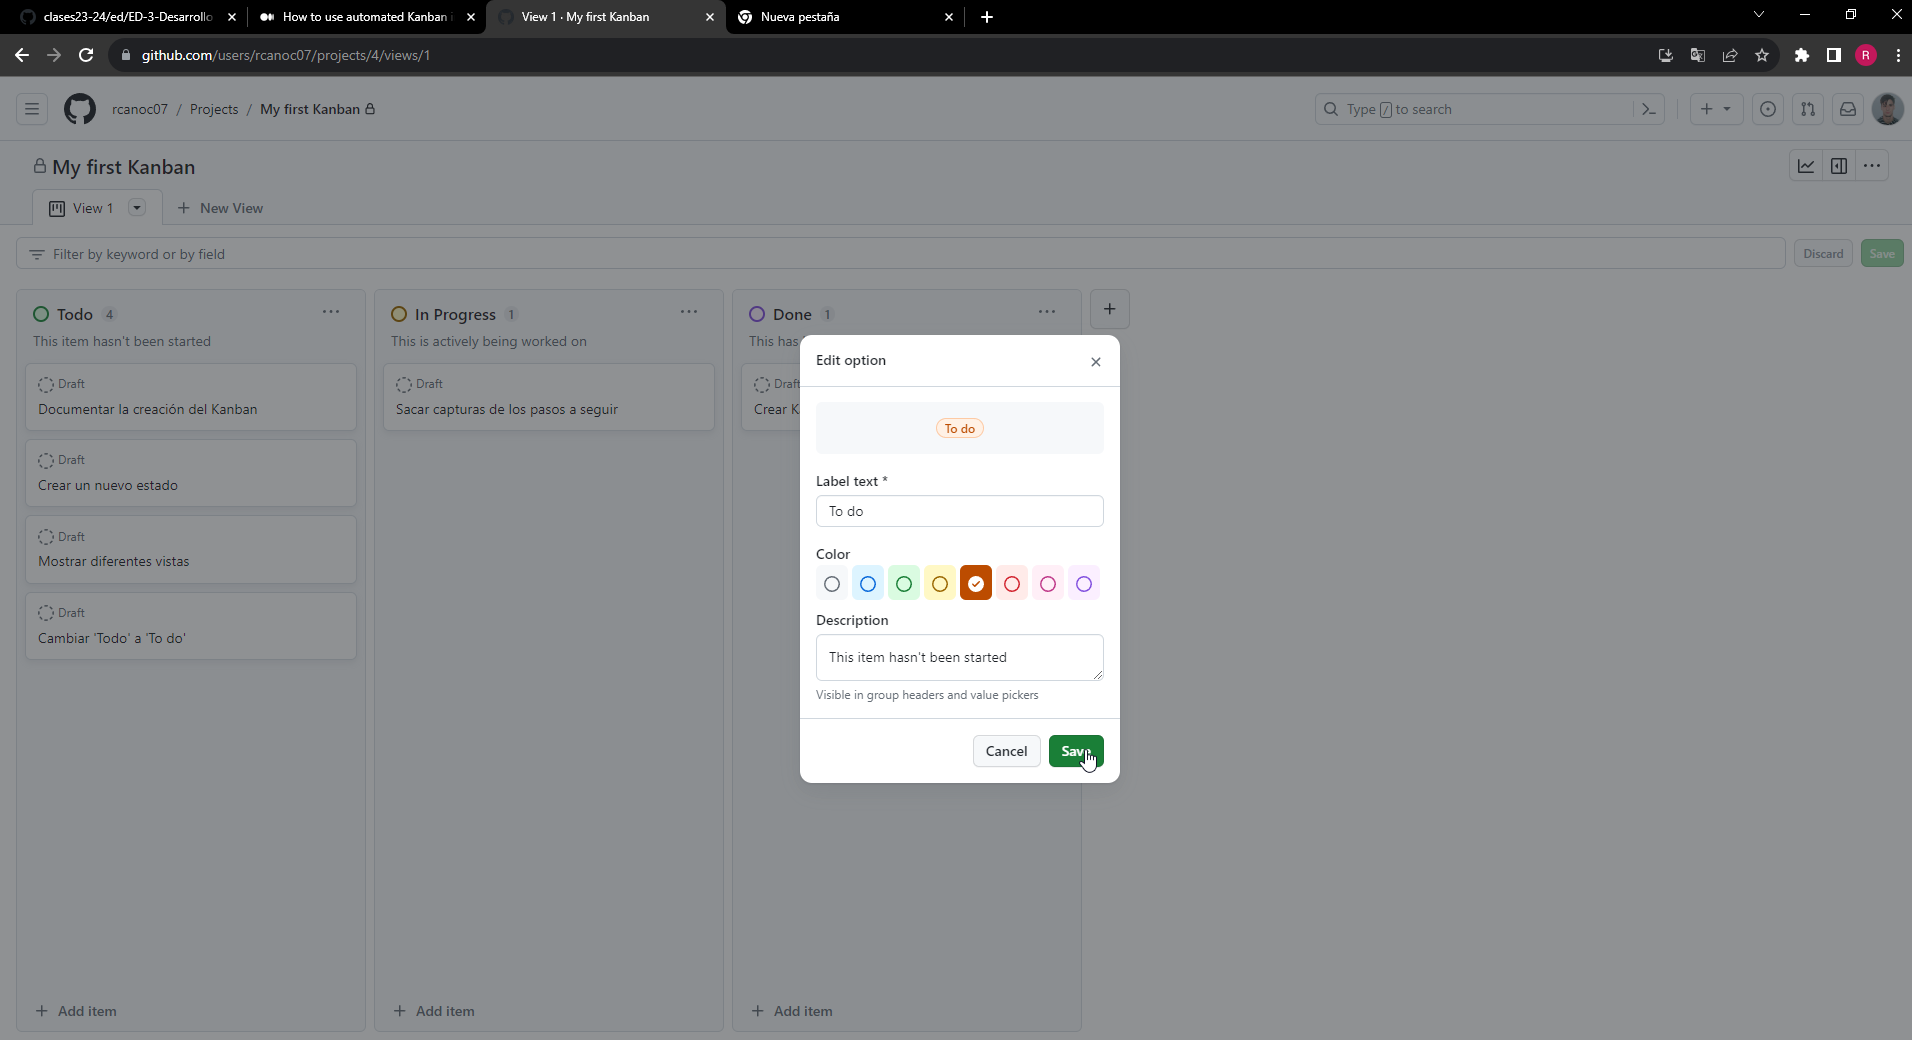 clases23-24/ed/ED-3-Desarrollo
How to use automated Kanban i
View 1 · My first Kanban
Nueva pestaña
github.com/users/rcanoc07/projects/4/views/1
R
rcanoc07 / Projects / My first Kanban
Type / to search
My first Kanban
View 1
New View
Filter by keyword or by field
Discard
Save
Todo 4
This item hasn't been started
Draft
Documentar la creación del Kanban
Draft
Crear un nuevo estado
Draft
Mostrar diferentes vistas
Draft
Cambiar 'Todo' a 'To do'
Add item
In Progress 1
This is actively being worked on
Draft
Sacar capturas de los pasos a seguir
Add item
Done 1
This has
Draft
Crear K
Add item
Edit option
To do
Label text *
To do
Color
Description
This item hasn't been started
Visible in group headers and value pickers
Cancel
Save